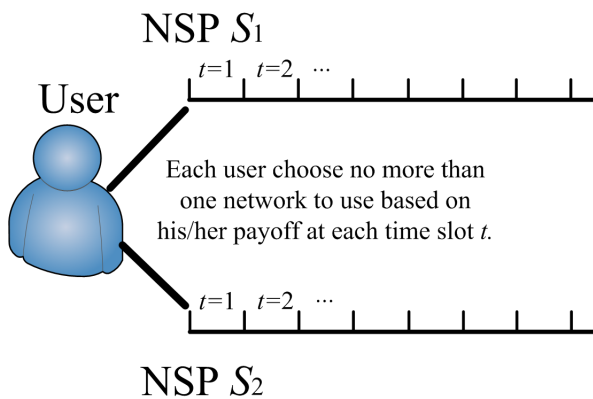 NSP S1
t=1 t=2 ...
User
Each user choose no more than
one network to use based on
his/her payoff at each time slot t.
t=1 t=2 ...
NSP S2